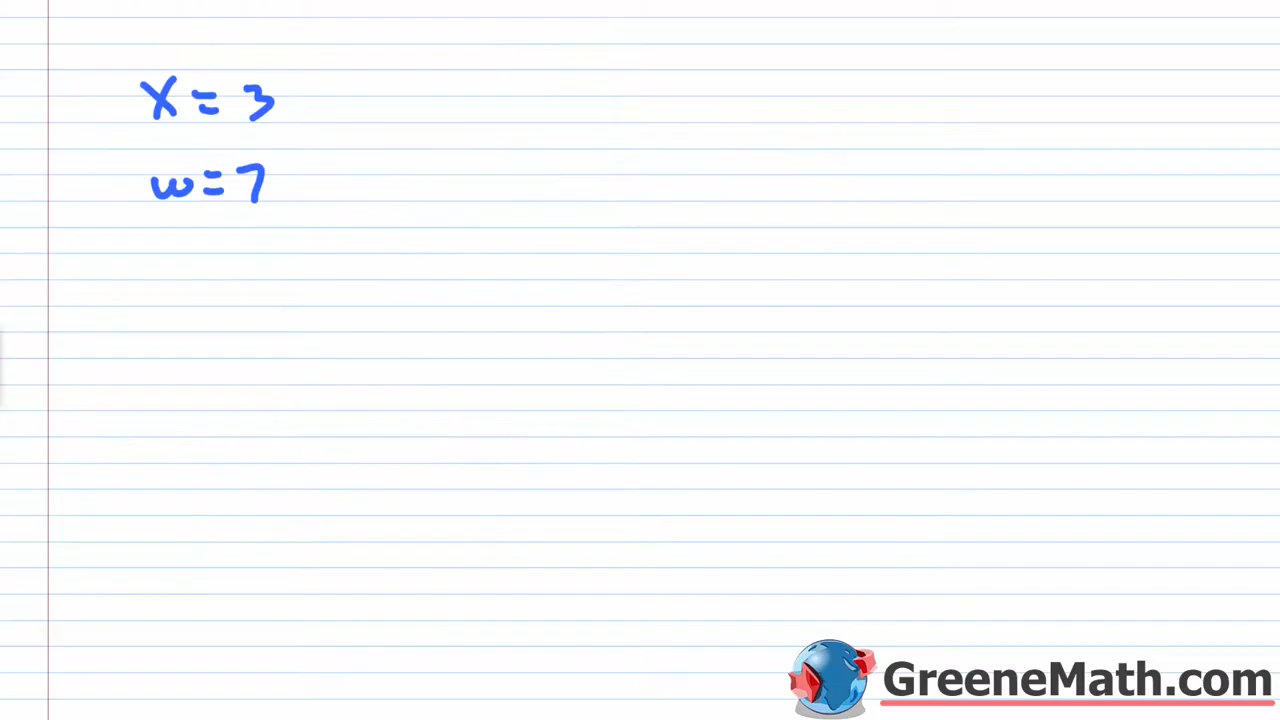 x = 3
w = 7
GreeneMath.com